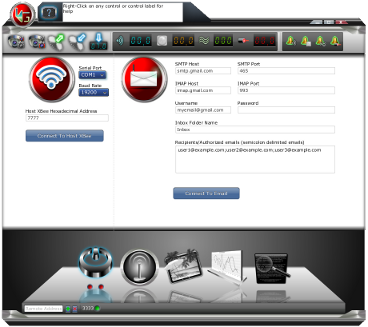 Right-Click an any control or control label for
help
Serial Port
COM1
Baud Rate
19200
Host XBee Hexadecimal Address
????
Connect To Host XBee
SMTP Host
smtp.gmail.com
SMTP Port
465
IMAP Host
imap.gmail.com
IMAP Port
993
Username
myemail@gmail.com
Password
Inbox Folder Name
Inbox
Recipients/Authorized emails (semicolon delimited emails)
user1@example.com;user2@example.com;user3@example.com
Connect To Email